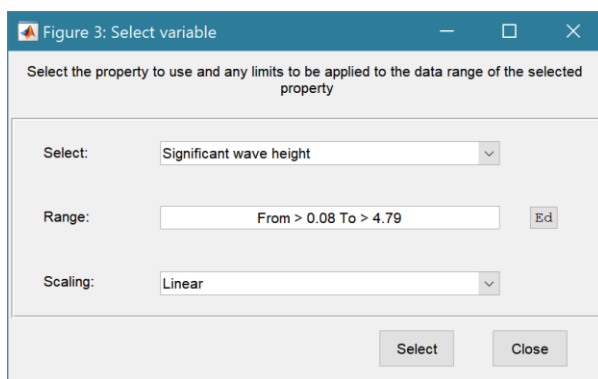 Figure 3: Select variable
Select the property to use and any limits to be applied to the data range of the selected
property
Select:
Significant wave height
Range:
From > 0.08 To > 4.79
Ed
Scaling:
Linear
Select
Close